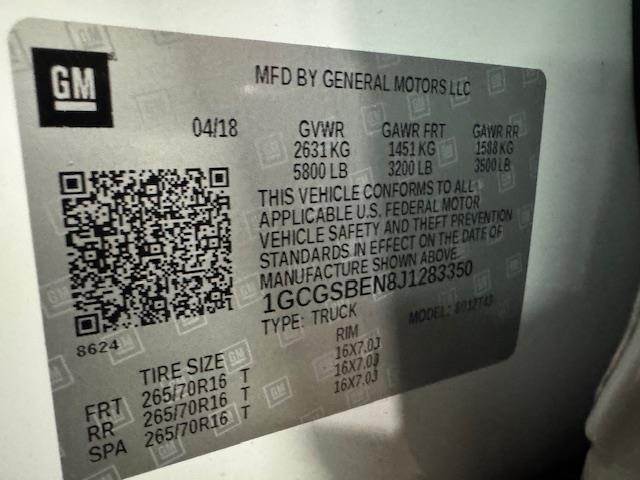 GM
MFD BY GENERAL MOTORS LLC
04/18 GVWR GAWR FRT GAWR RR
2631 KG 1451 KG 1588 KG
5800 LB 3200 LB 3500 LB
THIS VEHICLE CONFORMS TO ALL
APPLICABLE U.S. FEDERAL MOTOR
VEHICLE SAFETY AND THEFT PREVENTION
STANDARDS IN EFFECT ON THE DATE OF
MANUFACTURE SHOWN ABOVE
1GCGSBEN8J1283350
TYPE: TRUCK MODEL:
8624
TIRE SIZE RIM
FRT 265/70R16 T 16X7.0J
RR 265/70R16 T 16X7.0J
SPA 265/70R16 T 16X7.0J